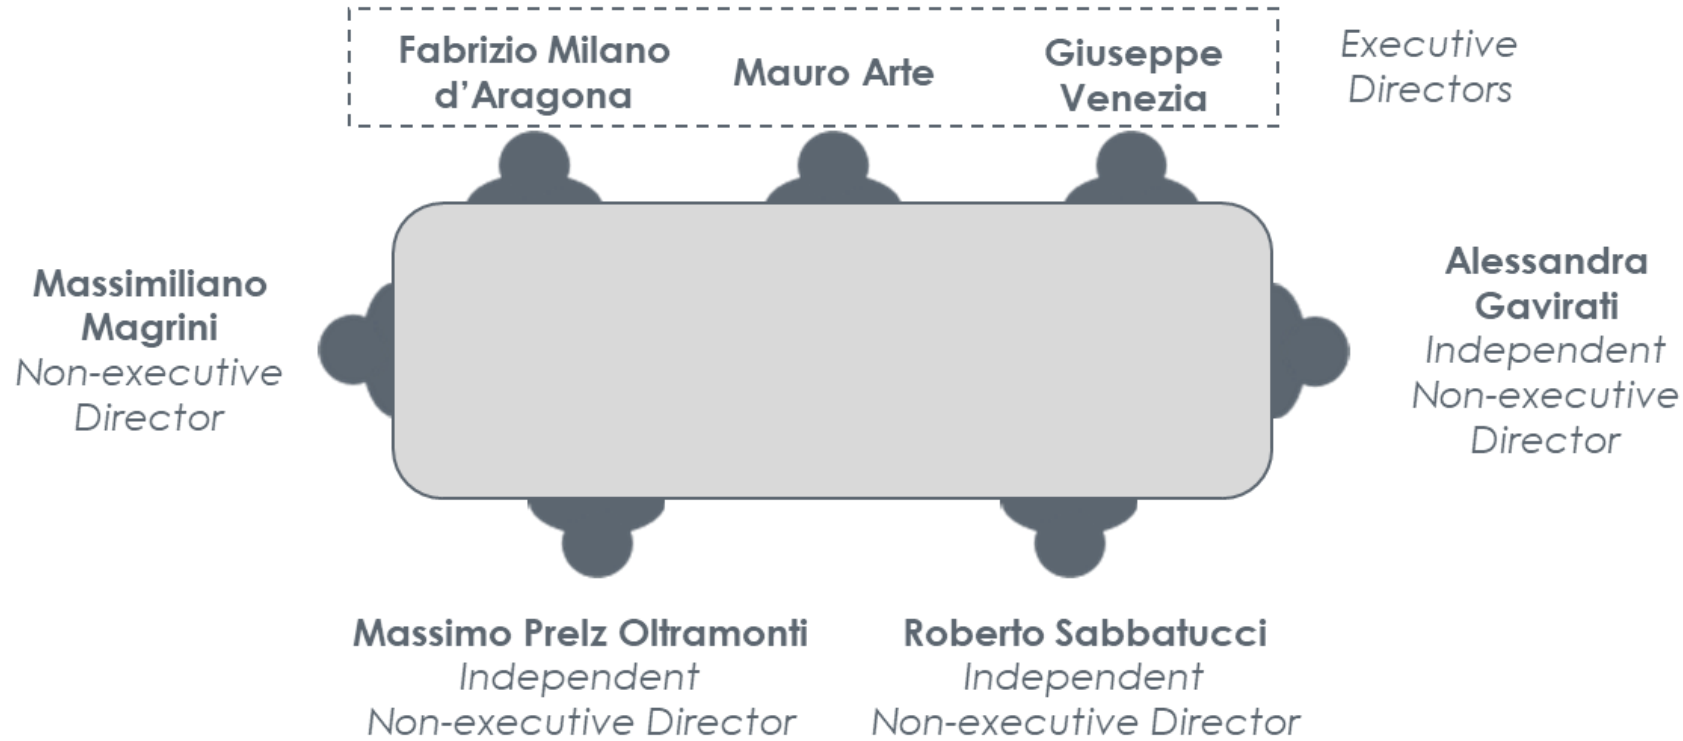 Fabrizio Milano
d'Aragona
Mauro Arte
Giuseppe
Venezia
Executive
Directors
Massimiliano
Magrini
Non-executive
Director
Alessandra
Gavirati
Independent
Non-executive
Director
Massimo Prelz Oltramonti
Independent
Non-executive Director
Roberto Sabbatucci
Independent
Non-executive Director